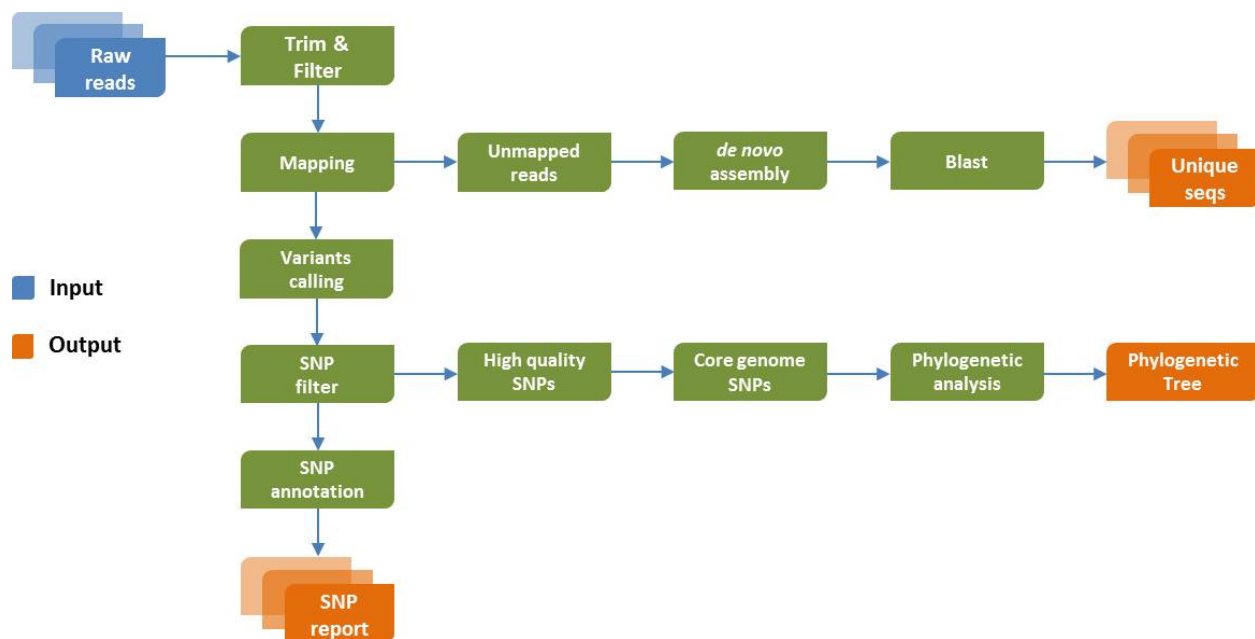 Raw
reads
Trim &
Filter
Mapping
Unmapped
reads
de novo
assembly
Blast
Unique
seqs
Variants
calling
Input
Output
SNP
filter
High quality
SNPs
Core genome
SNPs
Phylogenetic
analysis
Phylogenetic
Tree
SNP
annotation
SNP
report